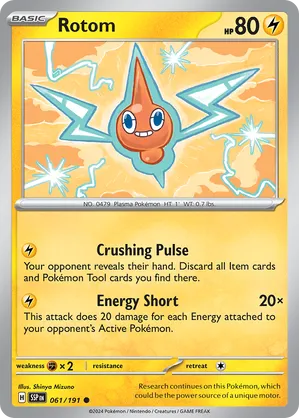 BASIC
Rotom
HP 80
NO. 0479 Plasma Pokémon HT: 1' WT: 0.7 lbs.
Crushing Pulse
Your opponent reveals their hand. Discard all Item cards
and Pokémon Tool cards you find there.
Energy Short 20×
This attack does 20 damage for each Energy attached to
your opponent's Active Pokémon.
weakness × 2 resistance retreat
Illus. Shinya Mizuno
H SSP EN 061/191
Research continues on this Pokémon, which
could be the power source of a unique motor.
©2024 Pokémon / Nintendo / Creatures / GAME FREAK